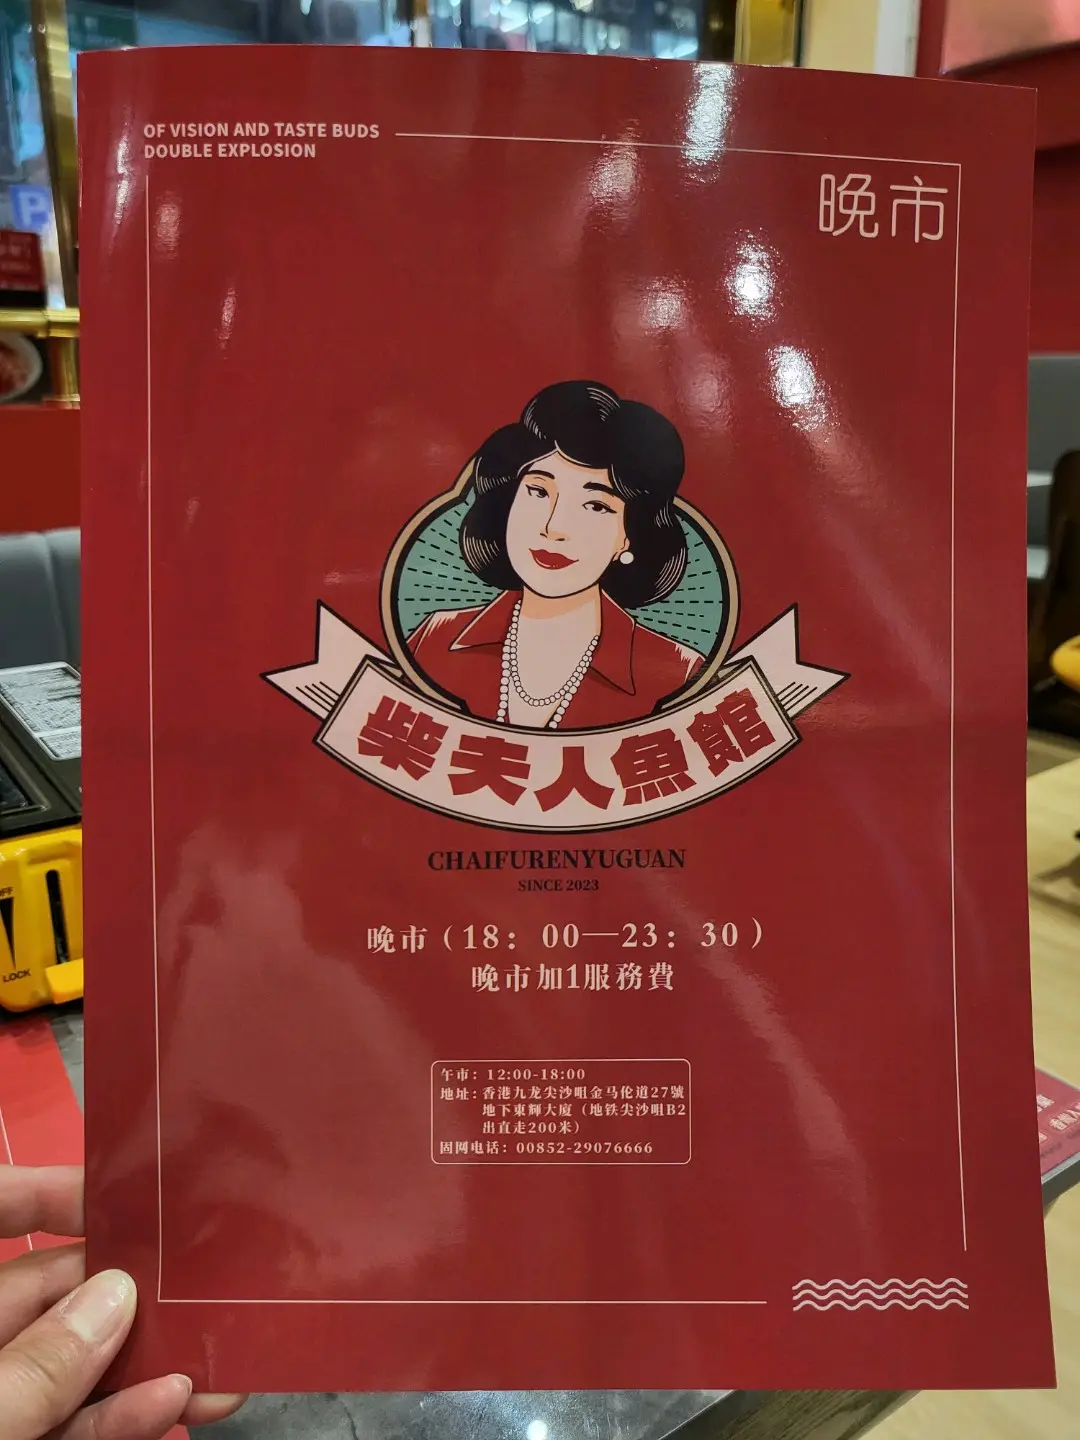 OF VISION AND TASTE BUDS
DOUBLE EXPLOSION
晚市
柴夫人魚館
CHAIFURENYUGUAN
SINCE 2023
晚市（18：00—23：30）
晚市加1服務費
午市：12:00-18:00
地址：香港九龙尖沙咀金马伦道27號
地下東輝大廈（地铁尖沙咀B2
出直走200米）
固网电话：00852-29076666
P
OFF
LOCK